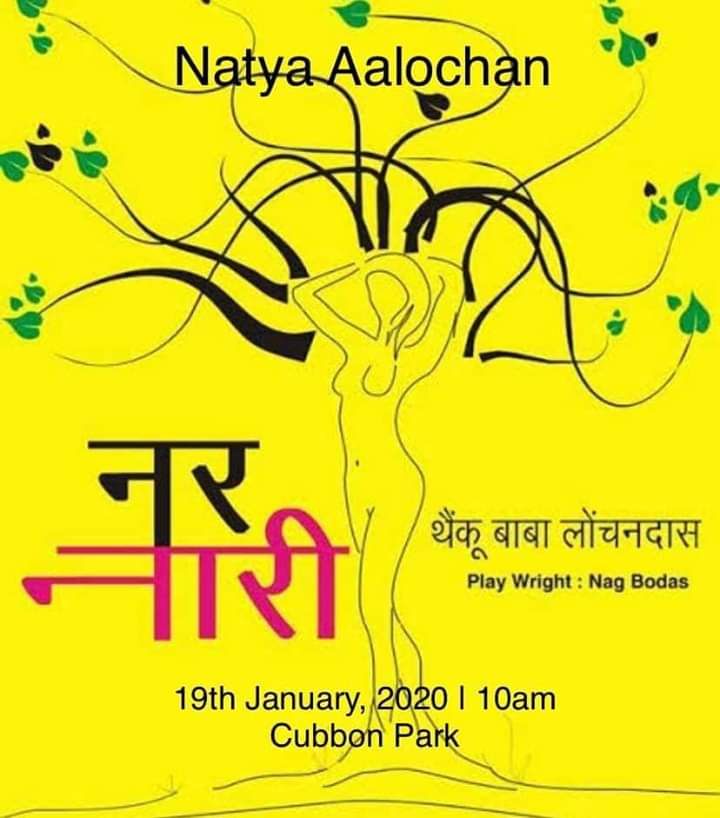 Natya Aalochan
नर
नारी
थैंकू बाबा लोंचनदास
Play Wright : Nag Bodas
19th January, 2020 | 10am
Cubbon Park